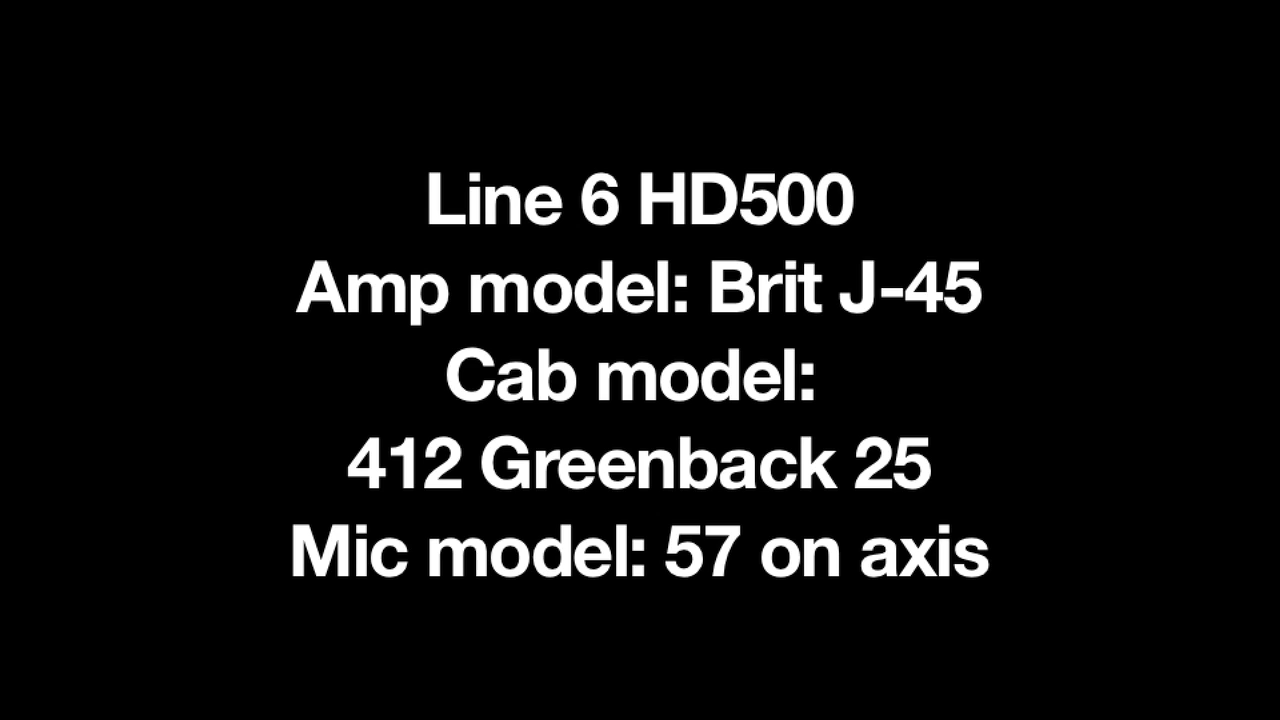 Line 6 HD500
Amp model: Brit J-45
Cab model:
412 Greenback 25
Mic model: 57 on axis